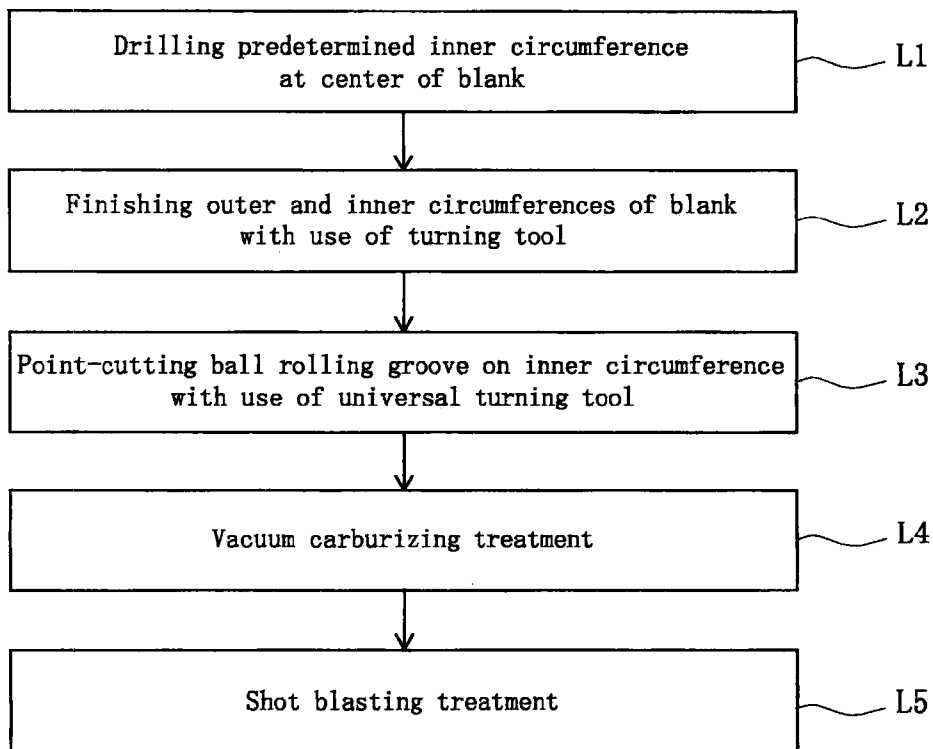 Drilling predetermined inner circumference
at center of blank
L1
Finishing outer and inner circumferences of blank
with use of turning tool
L2
Point-cutting ball rolling groove on inner circumference
with use of universal turning tool
L3
Vacuum carburizing treatment
L4
Shot blasting treatment
L5